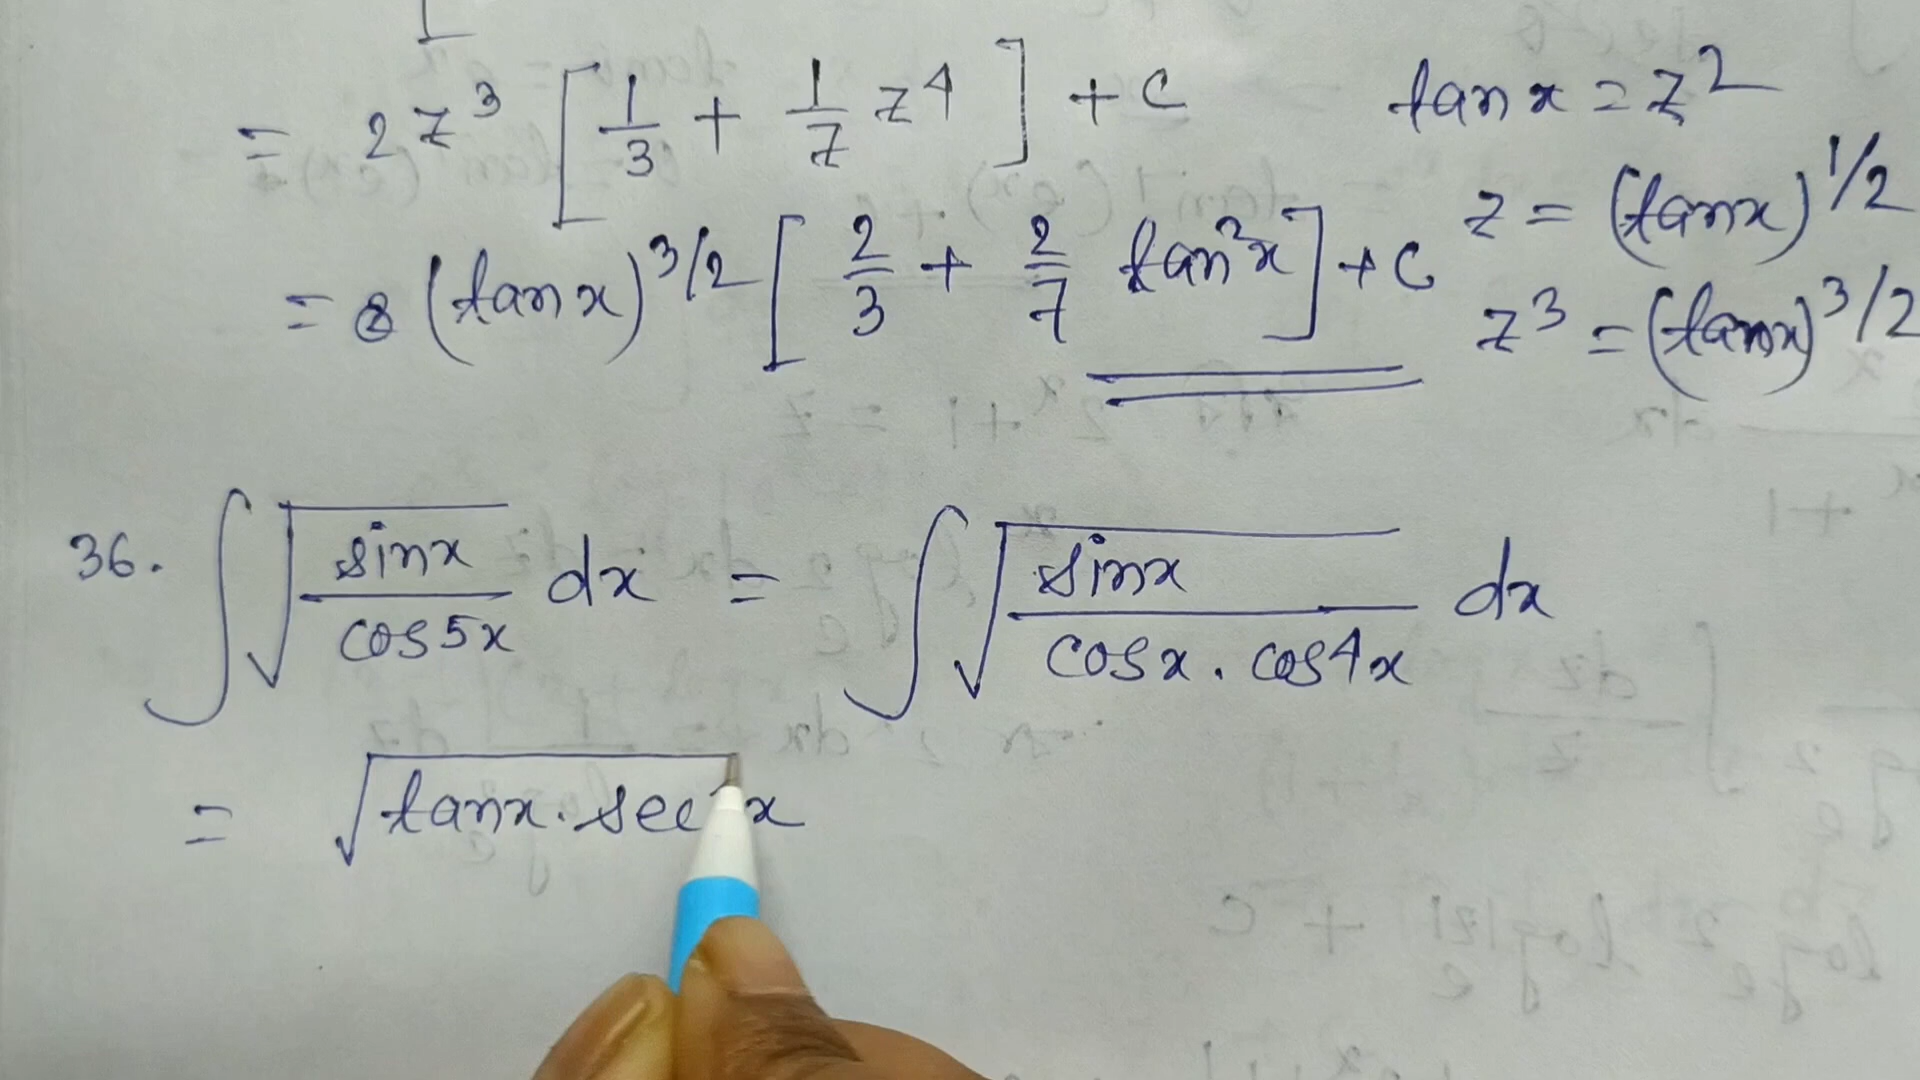 = 2 z³ [ 1/3 + 1/7 z⁴ ] + c
tan x = z²
= (tan x)^3/2 [ 2/3 + 2/7 tan²x ] + c
z = (tan x)^1/2
z³ = (tan x)^3/2
36. ∫ √(sin x / cos 5x) dx = ∫ √(sin x / cos x . cos 4x) dx
= √(tan x . sec x